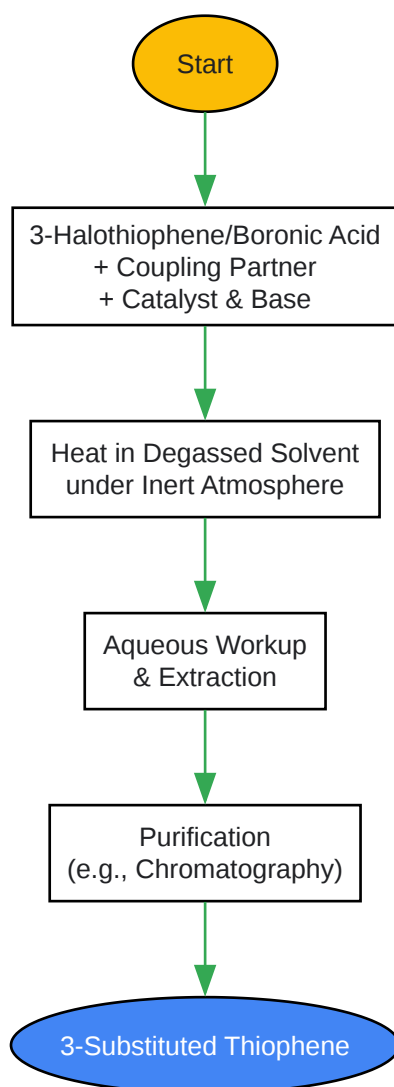 Start
3-Halothiophene/Boronic Acid
+ Coupling Partner
+ Catalyst & Base
Heat in Degassed Solvent
under Inert Atmosphere
Aqueous Workup
& Extraction
Purification
(e.g., Chromatography)
3-Substituted Thiophene